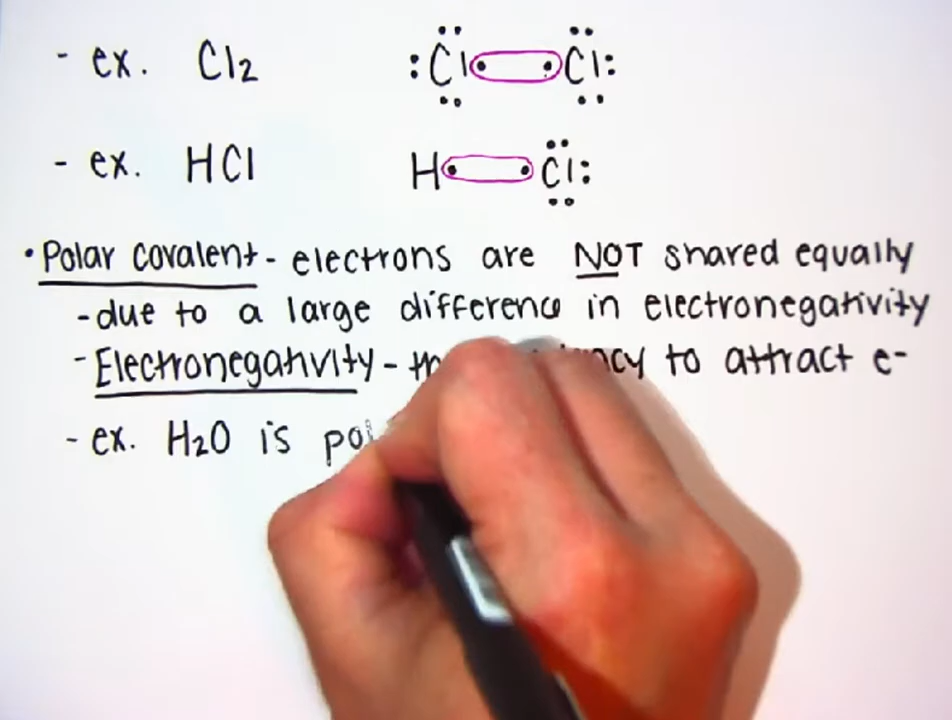 - ex. Cl2 :Cl Cl:
- ex. HCl H Cl:
• Polar covalent - electrons are NOT shared equally
- due to a large difference in electronegativity
- Electronegativity - to attract e-
- ex. H2O is